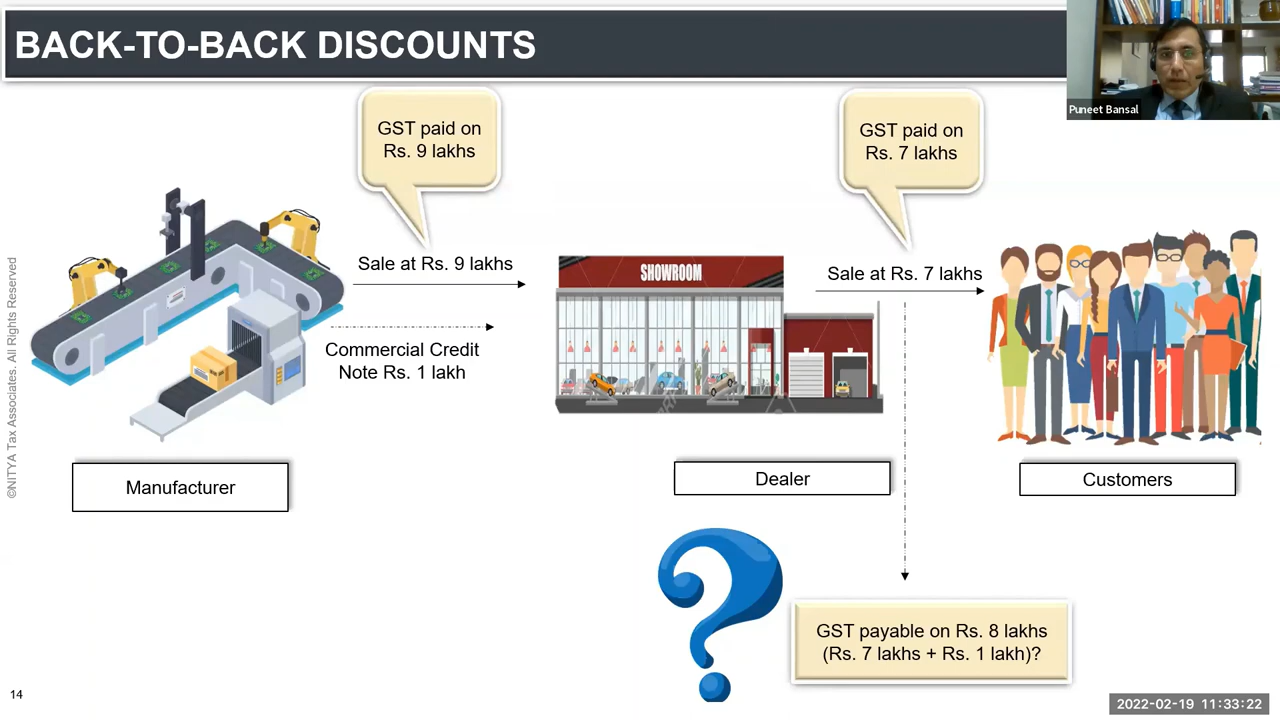 BACK-TO-BACK DISCOUNTS
Puneet Bansal
GST paid on
Rs. 9 lakhs
GST paid on
Rs. 7 lakhs
Sale at Rs. 9 lakhs
Commercial Credit
Note Rs. 1 lakh
SHOWROOM
Sale at Rs. 7 lakhs
Manufacturer
Dealer
Customers
GST payable on Rs. 8 lakhs
(Rs. 7 lakhs + Rs. 1 lakh)?
©NITYA Tax Associates. All Rights Reserved
14
2022-02-19 11:33:22